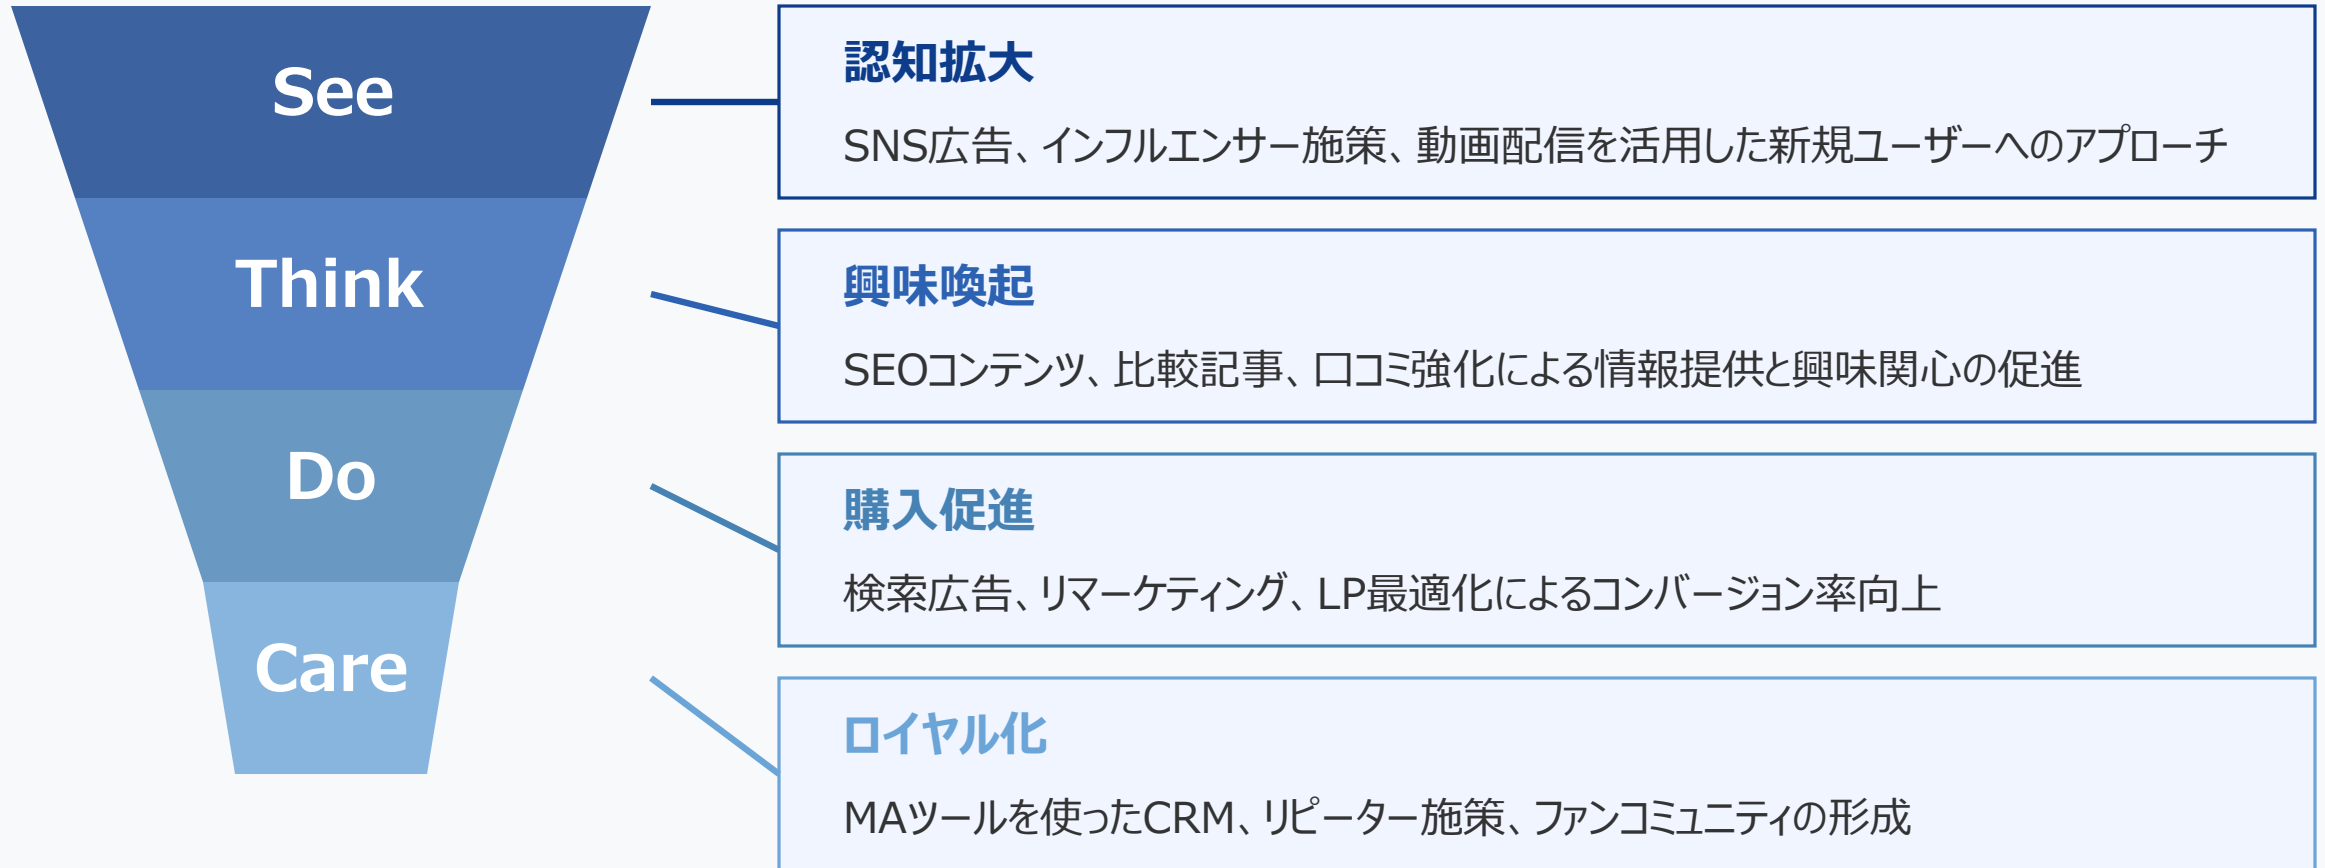 See
認知拡大
SNS広告、インフルエンサー施策、動画配信を活用した新規ユーザーへのアプローチ
Think
興味喚起
SEOコンテンツ、比較記事、口コミ強化による情報提供と興味関心の促進
Do
購入促進
検索広告、リマーケティング、LP最適化によるコンバージョン率向上
Care
ロイヤル化
MAツールを使ったCRM、リピーター施策、ファンコミュニティの形成